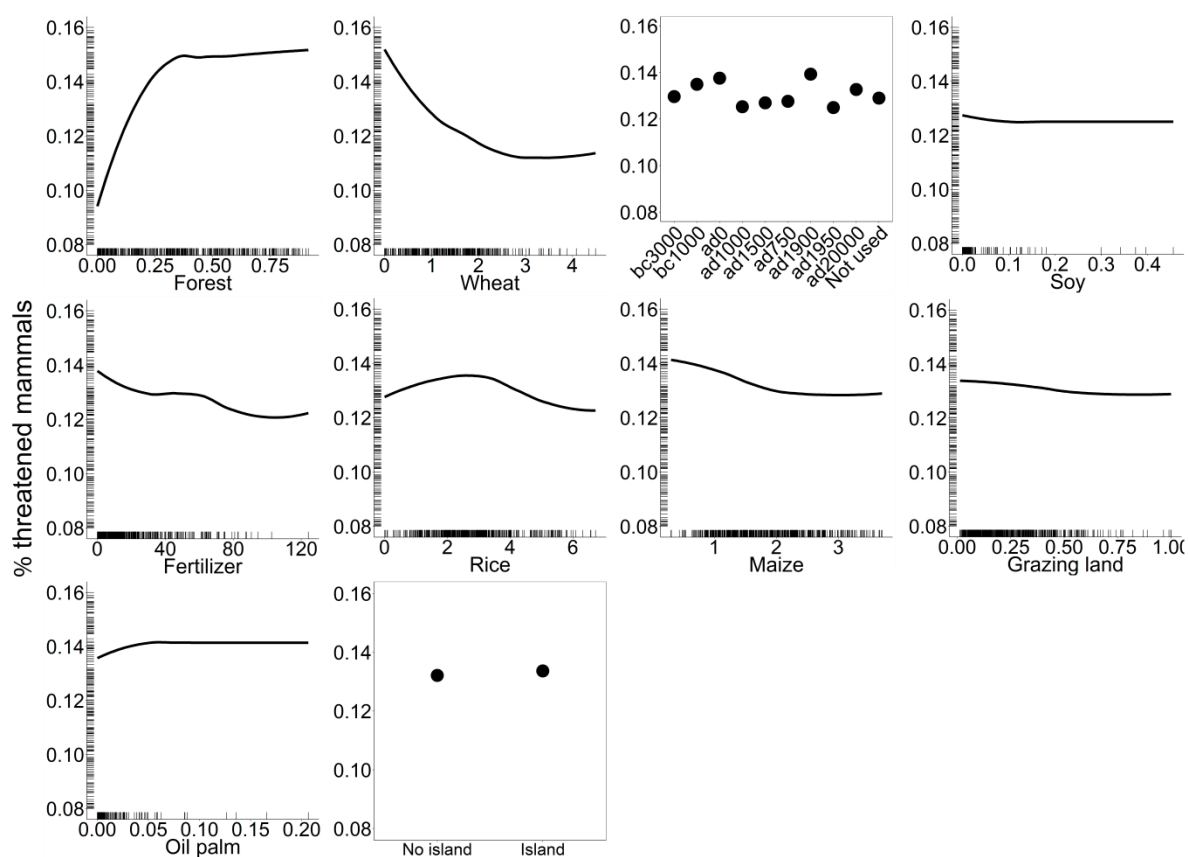 % threatened mammals
0.16
0.14
0.12
0.10
0.08
0.00 0.25 0.50 0.75
Forest
0.16
0.14
0.12
0.10
0.08
0 1 2 3 4
Wheat
0.16
0.14
0.12
0.10
0.08
bc3000
bc1000
ad0
ad1000
ad1500
ad1750
ad1900
ad1950
ad20000
Not used
0.16
0.14
0.12
0.10
0.08
0.0 0.1 0.2 0.3 0.4
Soy
0.16
0.14
0.12
0.10
0.08
0 40 80 120
Fertilizer
0.16
0.14
0.12
0.10
0.08
0 2 4 6
Rice
0.16
0.14
0.12
0.10
0.08
1 2 3
Maize
0.16
0.14
0.12
0.10
0.08
0.00 0.25 0.50 0.75 1.00
Grazing land
0.16
0.14
0.12
0.10
0.08
0.00 0.05 0.10 0.15 0.20
Oil palm
0.16
0.14
0.12
0.10
0.08
No island Island